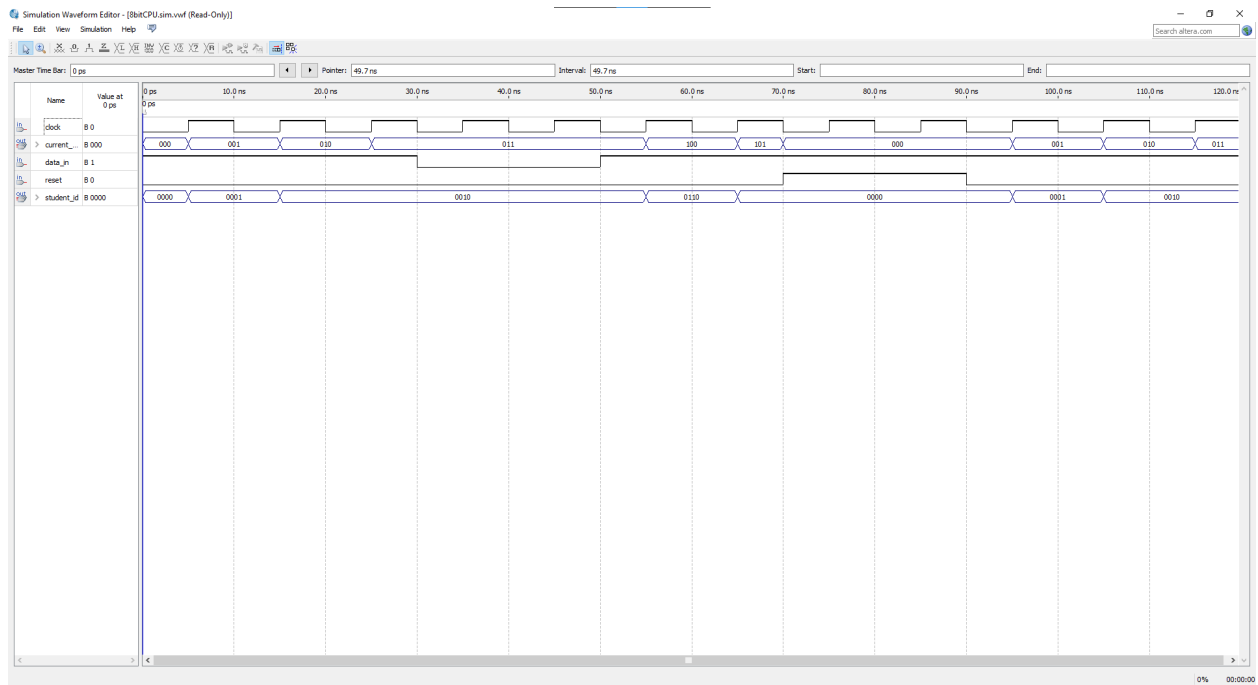 Simulation Waveform Editor - [8bitCPU.sim.vwf (Read-Only)]
File Edit View Simulation Help
Search altera.com
Master Time Bar: 0 ps Pointer: 49.7 ns Interval: 49.7 ns Start: End:
Name Value at 0 ps
0 ps 10.0 ns 20.0 ns 30.0 ns 40.0 ns 50.0 ns 60.0 ns 70.0 ns 80.0 ns 90.0 ns 100.0 ns 110.0 ns 120.0 ns
0 ps
clock B 0
current_... B 000 000 001 010 011 100 101 000 001 010 011
data_in B 1
reset B 0
student_id B 0000 0000 0001 0010 0110 0000 0001 0010
0% 00:00:00